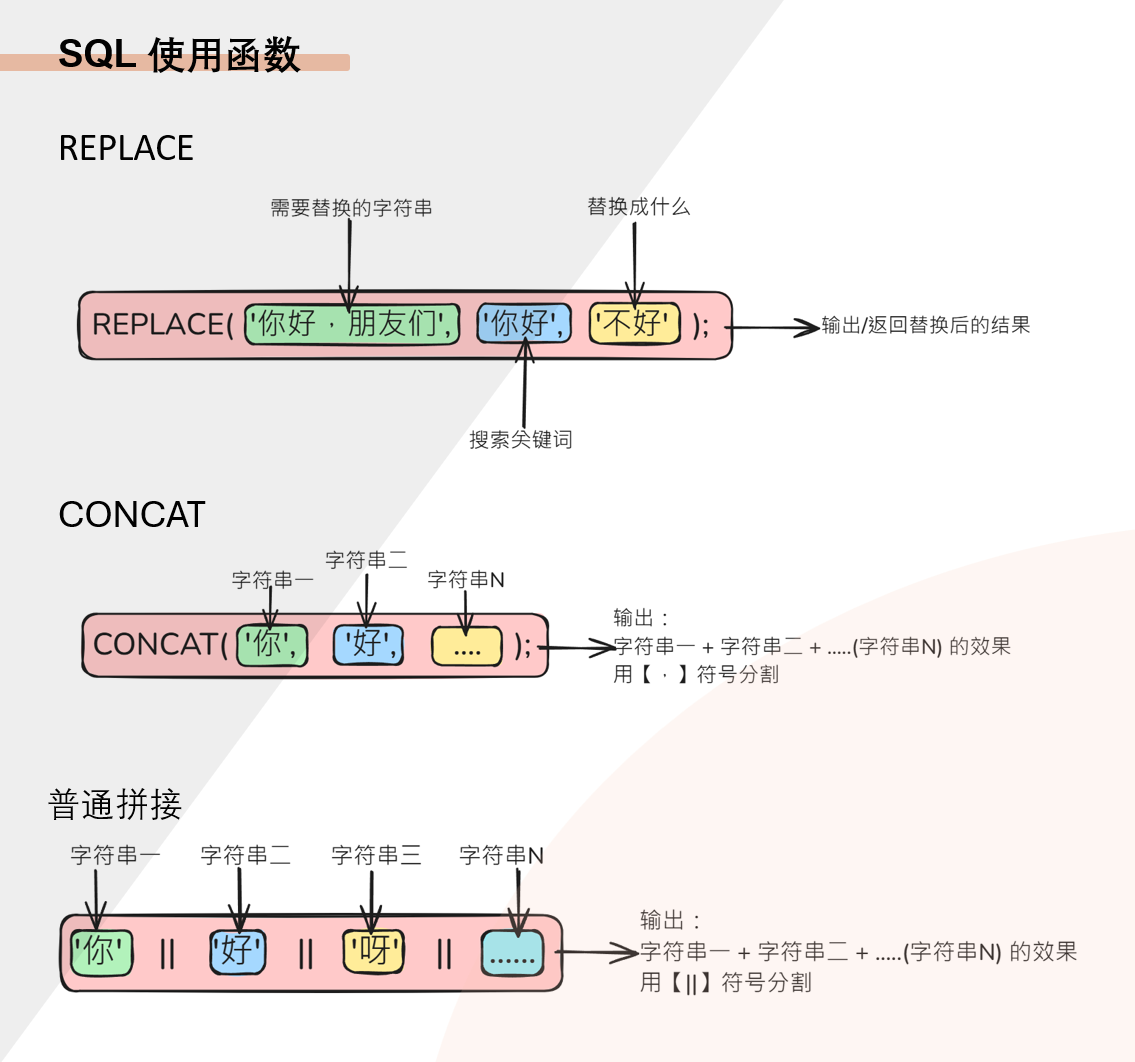 SQL 使用函数
REPLACE
需要替换的字符串
替换成什么
REPLACE( '你好，朋友们', '你好', '不好' );
输出/返回替换后的结果
搜索关键词
CONCAT
字符串二
字符串一
字符串N
CONCAT( '你', '好', .... );
输出：
字符串一 + 字符串二 + .....(字符串N) 的效果
用【，】符号分割
普通拼接
字符串一
字符串二
字符串三
字符串N
'你' || '好' || '呀' || ......
输出：
字符串一 + 字符串二 + .....(字符串N) 的效果
用【||】符号分割